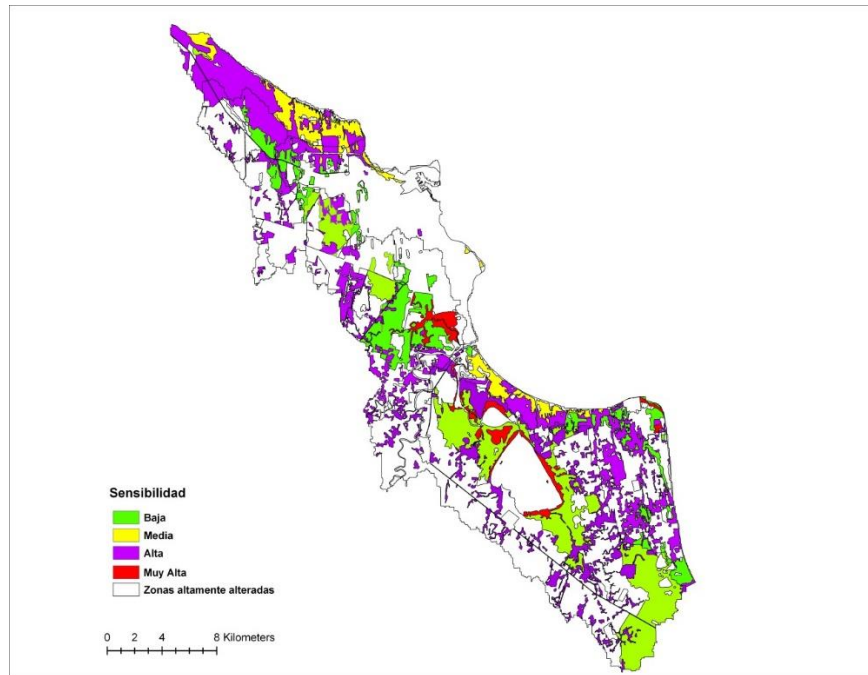 Sensibilidad
Baja
Media
Alta
Muy Alta
Zonas altamente alteradas
0 2 4 8 Kilometers